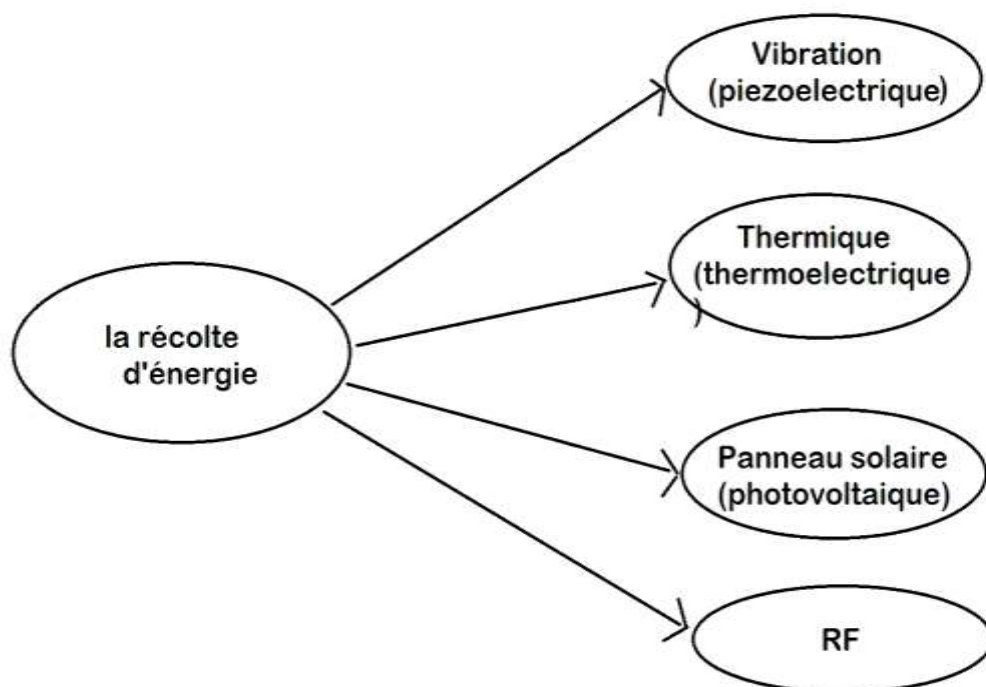 Vibration
(piezoelectrique)
Thermique
(thermoelectrique
)
la récolte
d'énergie
Panneau solaire
(photovoltaique)
RF